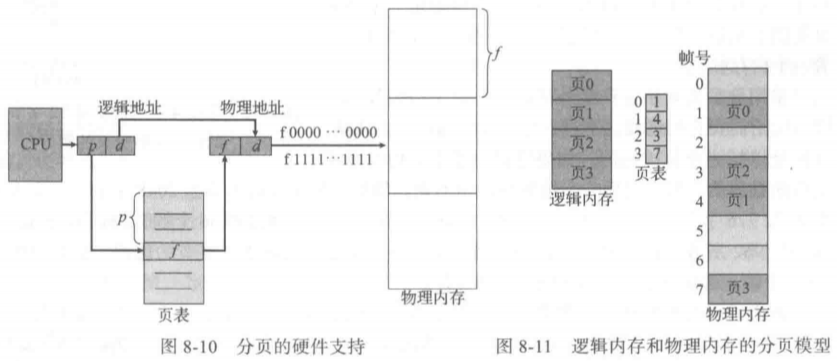 逻辑地址
物理地址
CPU
p
d
f
d
f 0000 … 0000
f 1111 … 1111
f
p
f
页表
物理内存
图 8-10 分页的硬件支持
页0
页1
页2
页3
逻辑内存
0 1
1 4
2 3
3 7
页表
帧号
0
1 页0
2
3 页2
4 页1
5
6
7 页3
物理内存
图 8-11 逻辑内存和物理内存的分页模型